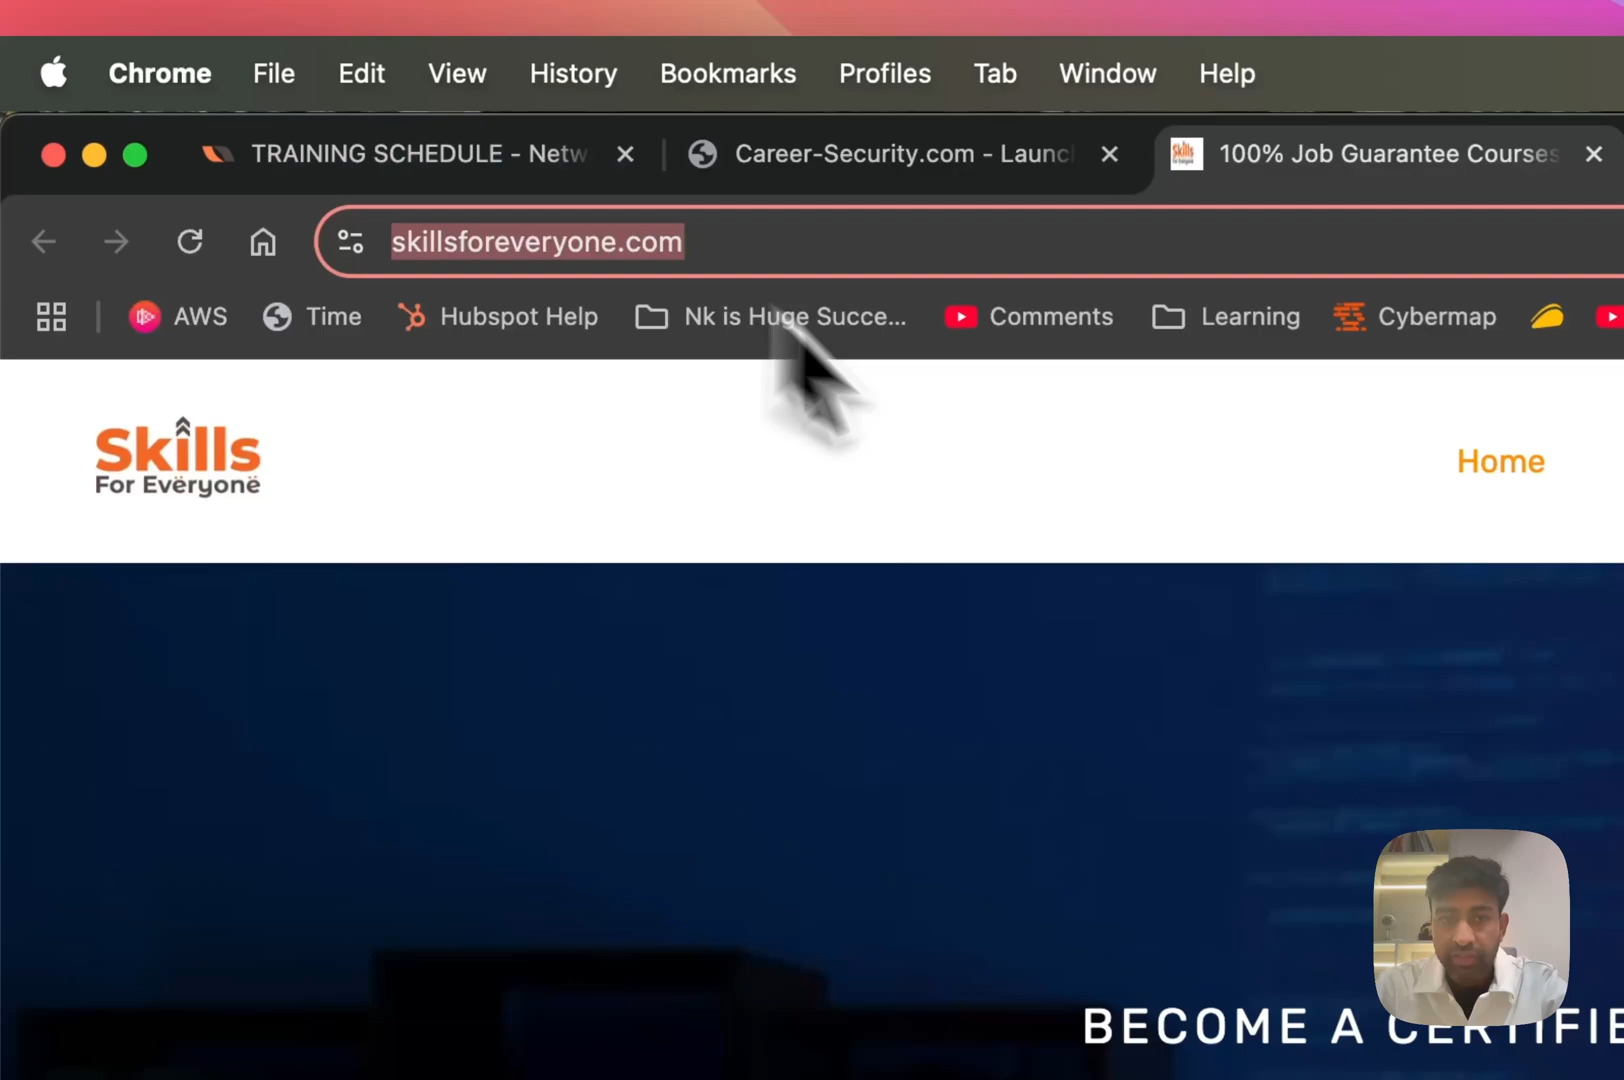 Chrome File Edit View History Bookmarks Profiles Tab Window Help
TRAINING SCHEDULE - Netw
Career-Security.com - Launc
100% Job Guarantee Courses
skillsforeveryone.com
AWS Time Hubspot Help Nk is Huge Succe... Comments Learning Cybermap
Skills
For Everyone
Home
BECOME A CERTIFIE